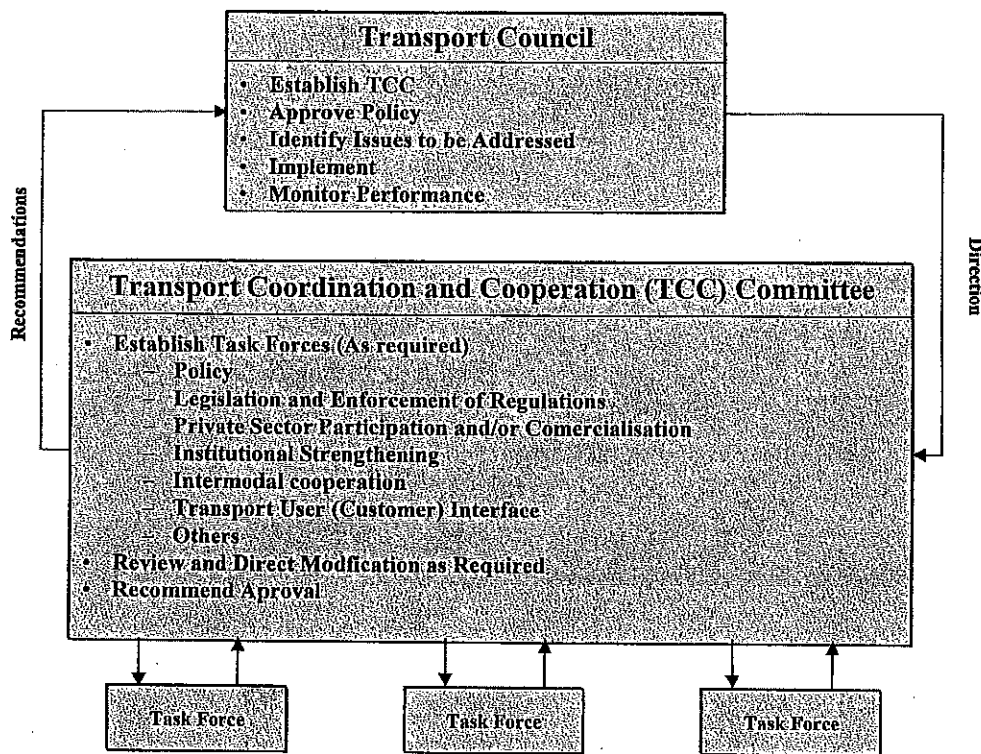 Transport Council
• Establish TCC
• Approve Policy
• Identify Issues to be Addressed
• Implement
• Monitor Performance
Recommendations
Direction
Transport Coordination and Cooperation (TCC) Committee
• Establish Task Forces (As required)
– Policy
– Legislation and Enforcement of Regulations
– Private Sector Participation and/or Comercialisation
– Institutional Strengthening
– Intermodal cooperation
– Transport User (Customer) Interface
– Others
• Review and Direct Modfication as Required
• Recommend Aproval
Task Force
Task Force
Task Force